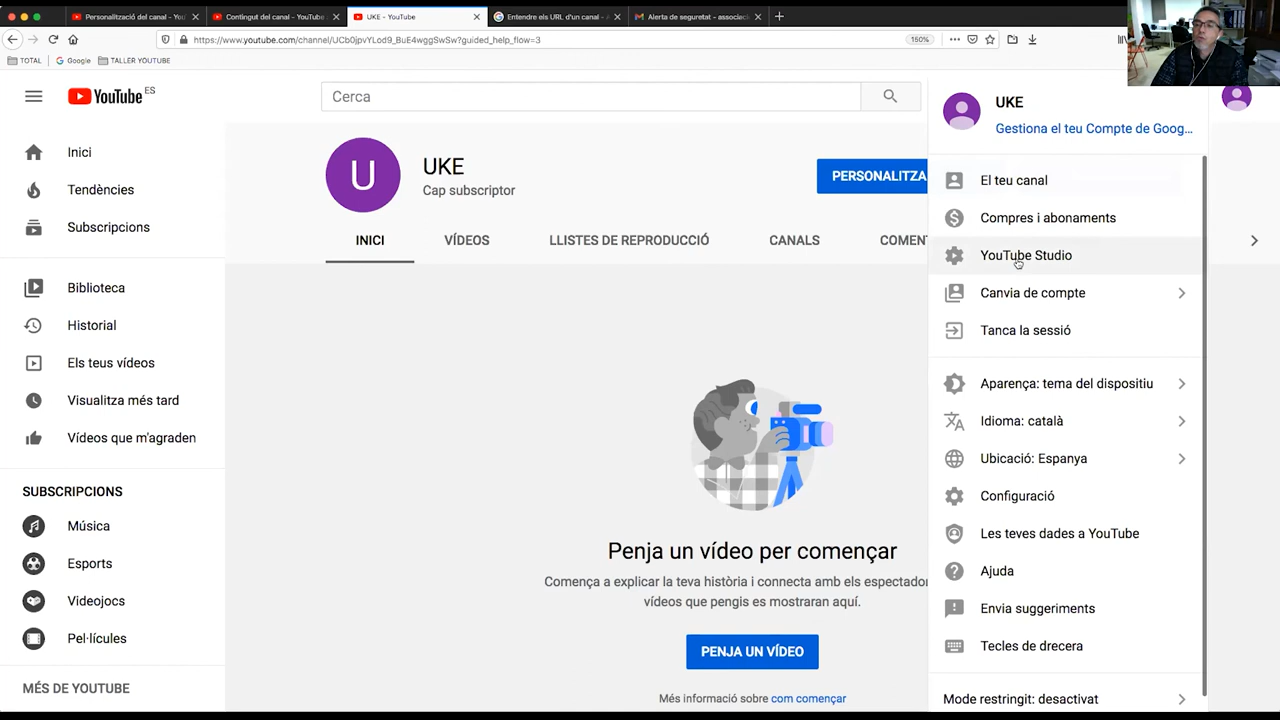 Personalització del canal - You
Contingut del canal - YouTube
UKE - YouTube
Entendre els URL d'un canal - A
Alerta de seguretat - associac
https://www.youtube.com/channel/UCb0jpvYLod9_BuE4wggSwSw?guided_help_flow=3
150%
TOTAL
Google
TALLER YOUTUBE
YouTube ES
Cerca
UKE
Gestiona el teu Compte de Goog...
Inici
Tendències
Subscripcions
Biblioteca
Historial
Els teus vídeos
Visualitza més tard
Vídeos que m'agraden
SUBSCRIPCIONS
Música
Esports
Videojocs
Pel·lícules
MÉS DE YOUTUBE
U
UKE
Cap subscriptor
PERSONALITZA
INICI
VÍDEOS
LLISTES DE REPRODUCCIÓ
CANALS
COMENT
Penja un vídeo per començar
Comença a explicar la teva història i connecta amb els espectador
vídeos que pengis es mostraran aquí.
PENJA UN VÍDEO
Més informació sobre com començar
El teu canal
Compres i abonaments
YouTube Studio
Canvia de compte
Tanca la sessió
Aparença: tema del dispositiu
Idioma: català
Ubicació: Espanya
Configuració
Les teves dades a YouTube
Ajuda
Envia suggeriments
Tecles de drecera
Mode restringit: desactivat